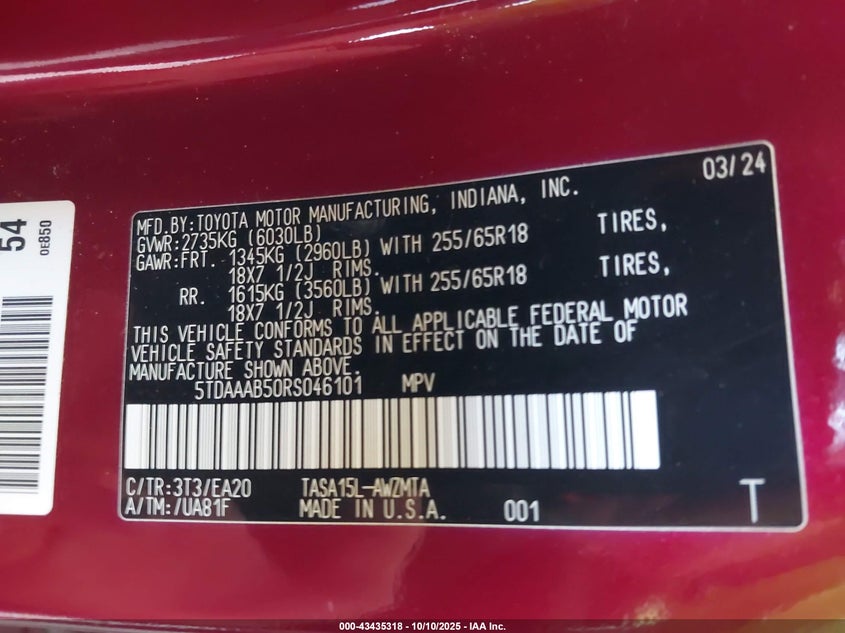 03/24
MFD.BY:TOYOTA MOTOR MANUFACTURING, INDIANA, INC.
GVWR:2735KG (6030LB)
GAWR:FRT. 1345KG (2960LB) WITH 255/65R18 TIRES,
18X7 1/2J RIMS.
RR. 1615KG (3560LB) WITH 255/65R18 TIRES,
18X7 1/2J RIMS.
THIS VEHICLE CONFORMS TO ALL APPLICABLE FEDERAL MOTOR
VEHICLE SAFETY STANDARDS IN EFFECT ON THE DATE OF
MANUFACTURE SHOWN ABOVE.
5TDAAAB50RS046101 MPV
C/TR:3T3/EA20 TASA15L-AWZMTA
A/TM:/UA81F MADE IN U.S.A. 001 T
54
0E850
000-43435318 - 10/10/2025 - IAA Inc.